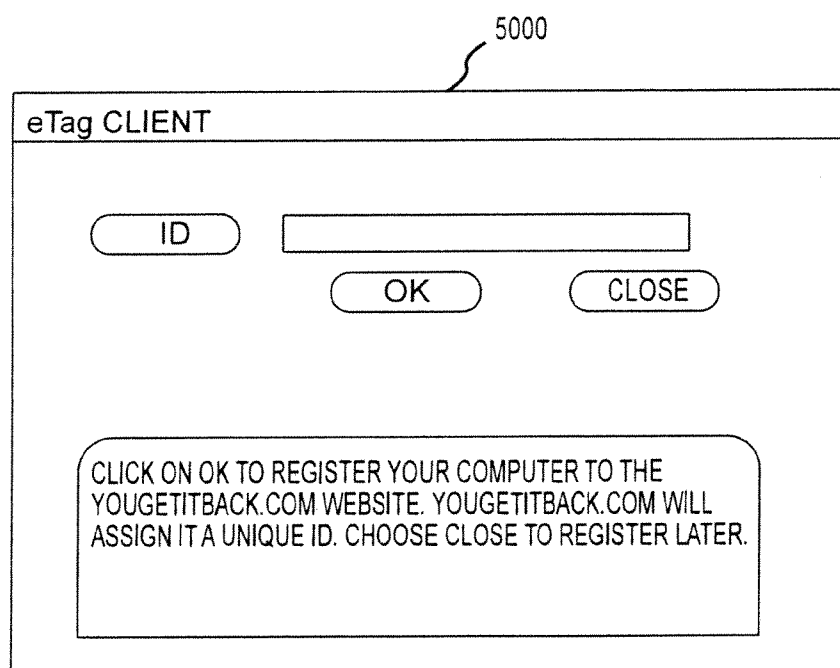 5000
eTag CLIENT
ID
OK
CLOSE
CLICK ON OK TO REGISTER YOUR COMPUTER TO THE
YOUGETITBACK.COM WEBSITE. YOUGETITBACK.COM WILL
ASSIGN IT A UNIQUE ID. CHOOSE CLOSE TO REGISTER LATER.